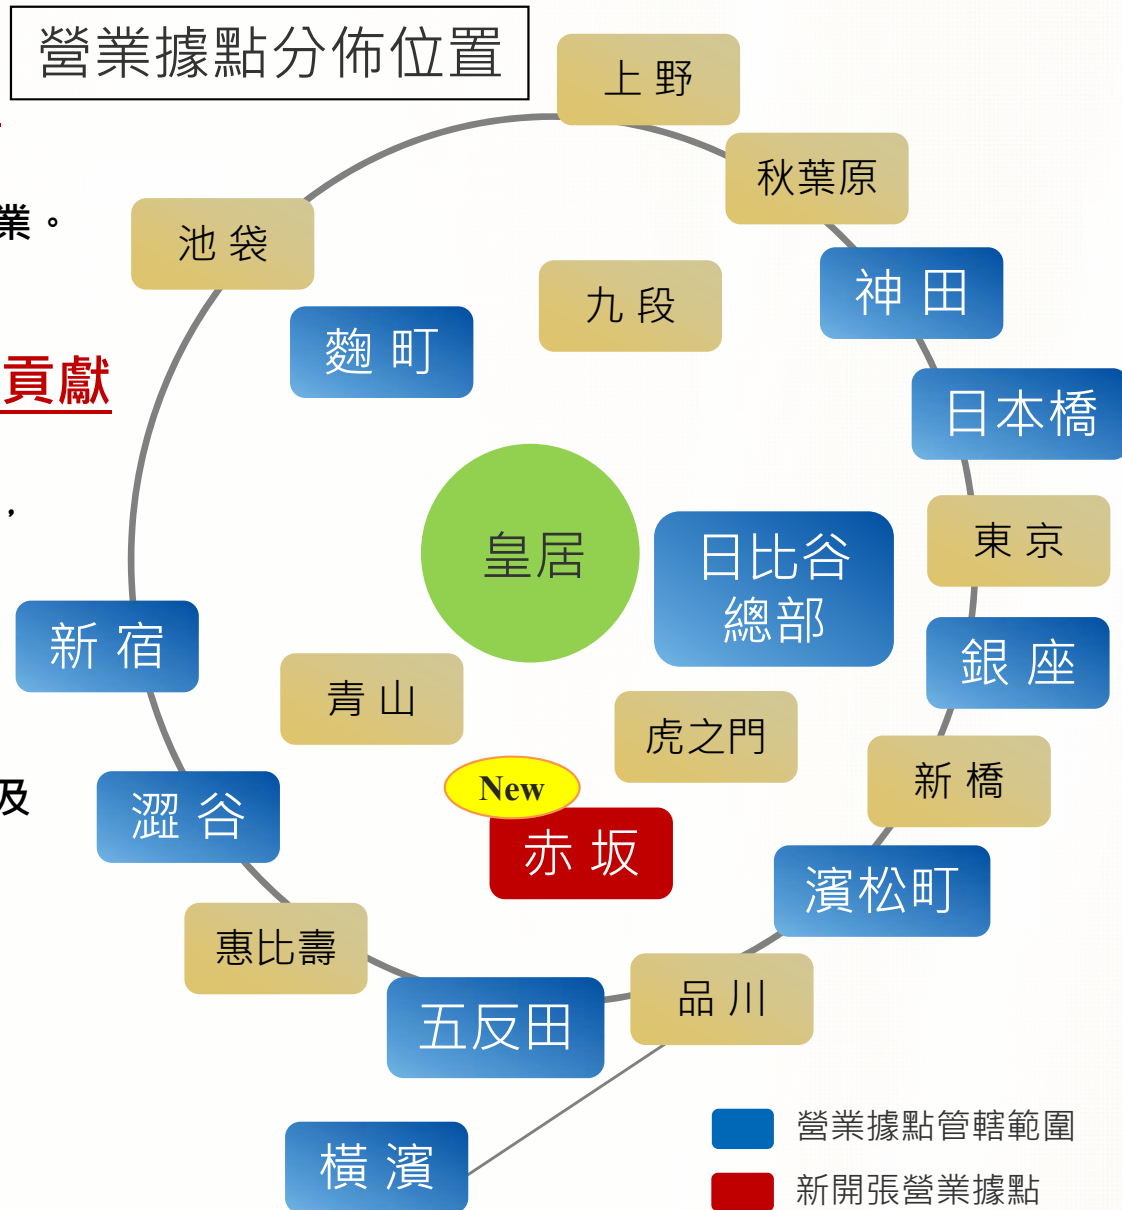 營業據點分佈位置
上 野
秋葉原
業。
池 袋
九 段
神 田
麴 町
貢獻
日本橋
，
皇居
日比谷
總部
東 京
新 宿
銀 座
青 山
虎之門
新 橋
及
New
澀 谷
赤 坂
濱松町
惠比壽
品 川
五反田
橫 濱
營業據點管轄範圍
新開張營業據點